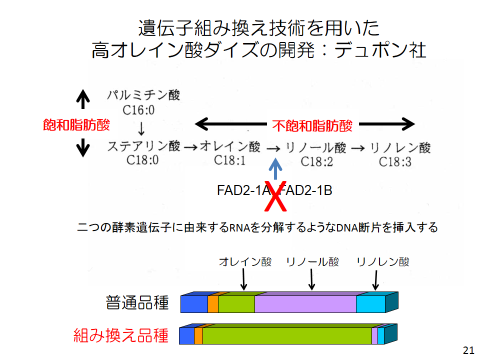 遺伝子組み換え技術を用いた
高オレイン酸ダイズの開発：デュポン社
パルミチン酸
C16:0
飽和脂肪酸
↓
不飽和脂肪酸
ステアリン酸→オレイン酸→リノール酸→リノレン酸
C18:0 C18:1 C18:2 C18:3
FAD2-1A FAD2-1B
X
二つの酵素遺伝子に由来するRNAを分解するようなDNA断片を挿入する
オレイン酸 リノール酸 リノレン酸
普通品種
組み換え品種
21